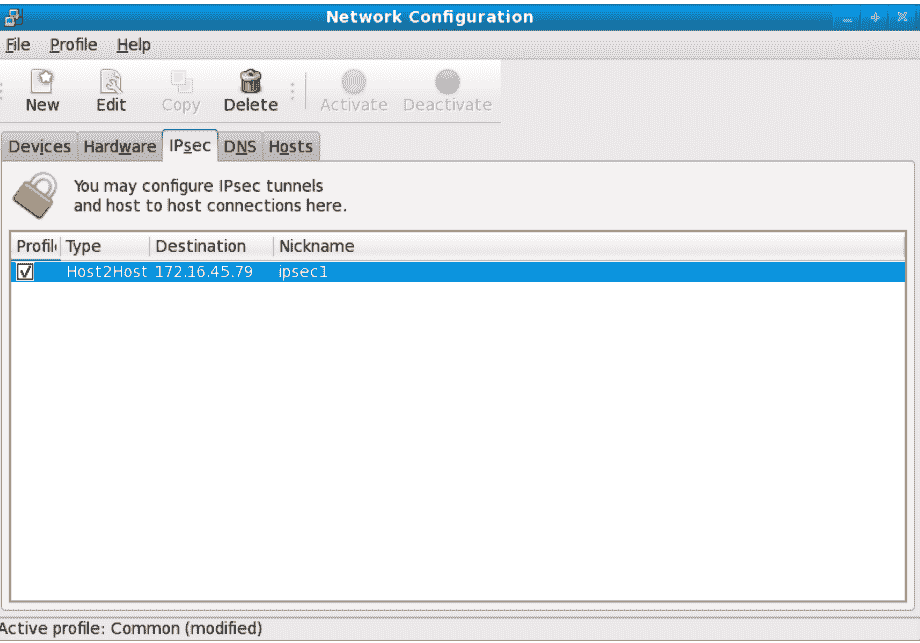 Network Configuration
File Profile Help
New Edit Copy Delete Activate Deactivate
Devices Hardware IPsec DNS Hosts
You may configure IPsec tunnels
and host to host connections here.
Profil Type Destination Nickname
Host2Host 172.16.45.79 ipsec1
Active profile: Common (modified)